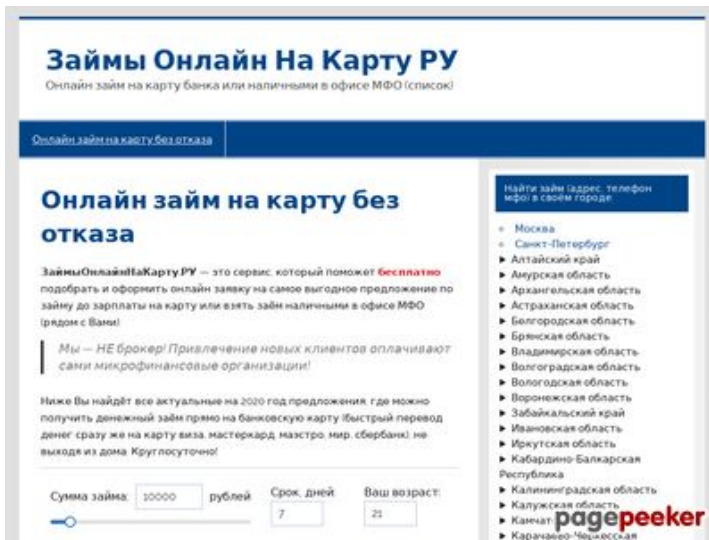 Займы Онлайн На Карту РУ
Онлайн займ на карту банка или наличными в офисе МФО (список)
Онлайн займ на карту без отказа
Онлайн займ на карту без
отказа
ЗаймыОнлайнНаКарту.РУ — это сервис, который поможет бесплатно
подобрать и оформить онлайн заявку на самое выгодное предложение по
займу до зарплаты на карту или взять заём наличными в офисе МФО
(рядом с Вами)
Мы — НЕ брокер! Привлечение новых клиентов оплачивают
сами микрофинансовые организации!
Ниже Вы найдёт все актуальные на 2020 год предложения, где можно
получить денежный заём прямо на банковскую карту (быстрый перевод
денег сразу же на карту виза, мастеркард, маэстро, мир, сбербанк), не
выходя из дома. Круглосуточно!
Сумма займа: 10000 рублей
Срок, дней:
7
Ваш возраст:
21
Найти займ (адрес, телефон
мфо) в своём городе:
Москва
Санкт-Петербург
Алтайский край
Амурская область
Архангельская область
Астраханская область
Белгородская область
Брянская область
Владимирская область
Волгоградская область
Вологодская область
Воронежская область
Забайкальский край
Ивановская область
Иркутская область
Кабардино-Балкарская
Республика
Калининградская область
Калужская область
Камчат
Карачаево-Черкесская
pagepeeker